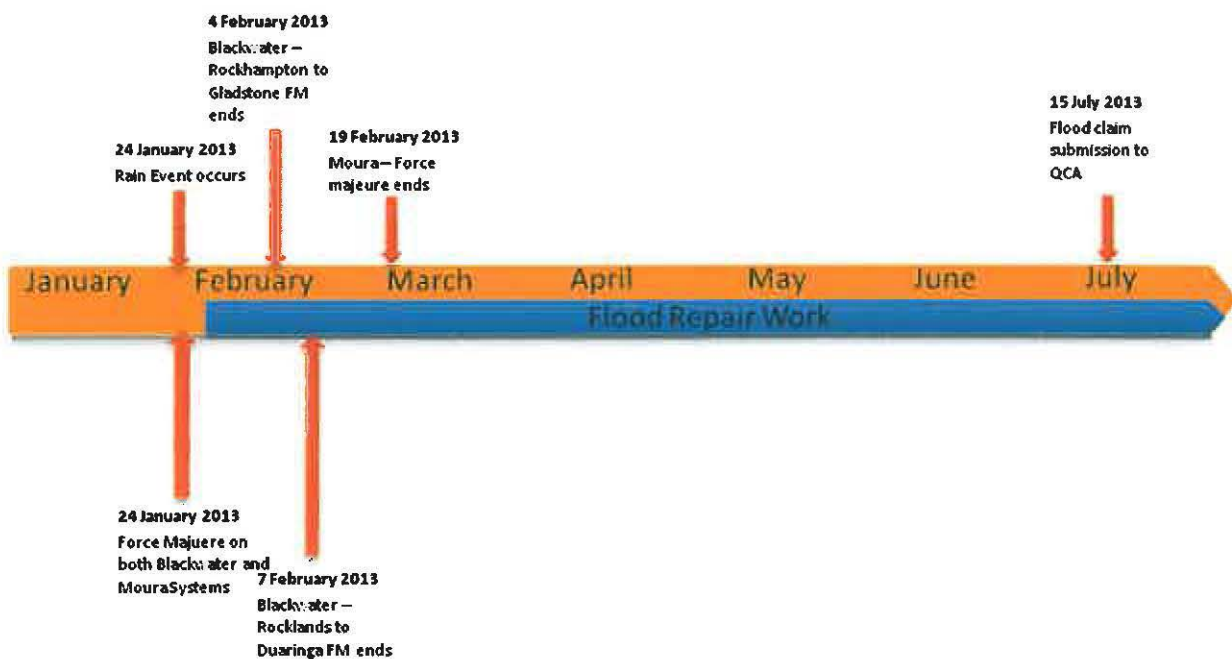 4 February 2013
Blackwater –
Rockhampton to
Gladstone FM
ends
24 January 2013
Rain Event occurs
19 February 2013
Moura – Force
majeure ends
15 July 2013
Flood claim
submission to
QCA
January February March April May June July
Flood Repair Work
24 January 2013
Force Majuere on
both Blackwater and
Moura Systems
7 February 2013
Blackwater –
Rocklands to
Duaringa FM ends